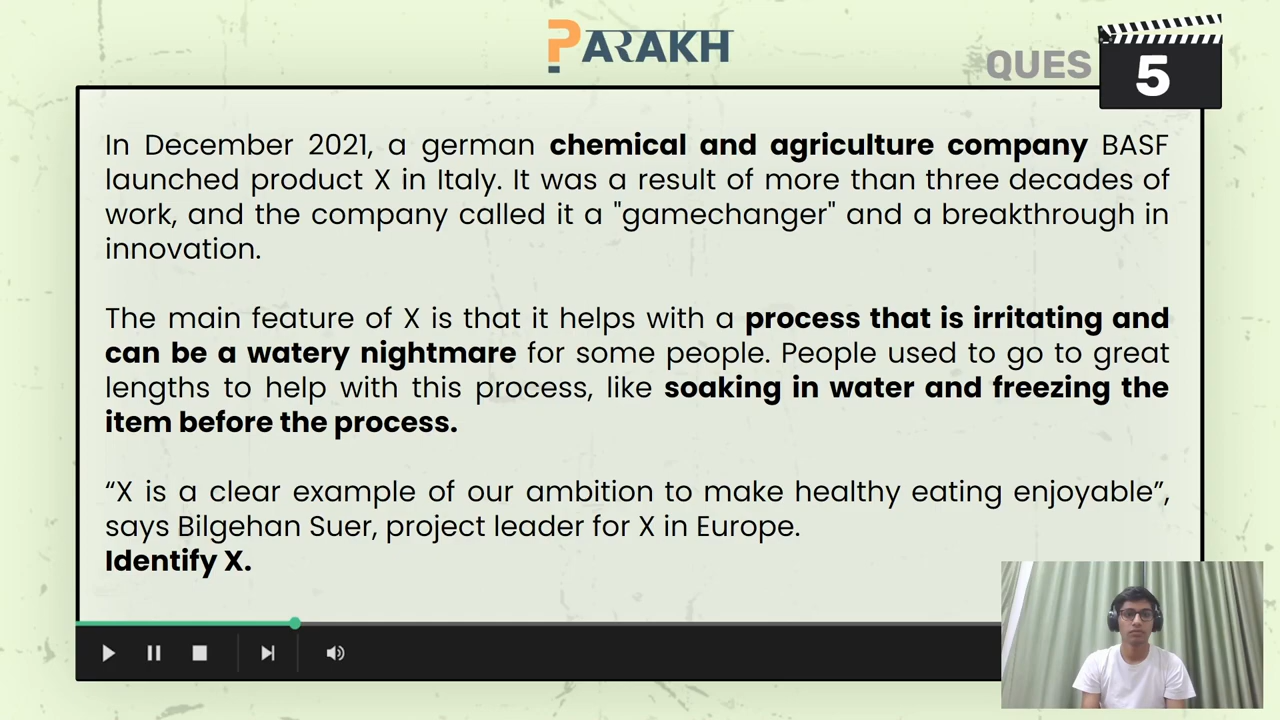 PARAKH
QUES 5
In December 2021, a german chemical and agriculture company BASF
launched product X in Italy. It was a result of more than three decades of
work, and the company called it a "gamechanger" and a breakthrough in
innovation.
The main feature of X is that it helps with a process that is irritating and
can be a watery nightmare for some people. People used to go to great
lengths to help with this process, like soaking in water and freezing the
item before the process.
“X is a clear example of our ambition to make healthy eating enjoyable”,
says Bilgehan Suer, project leader for X in Europe.
Identify X.